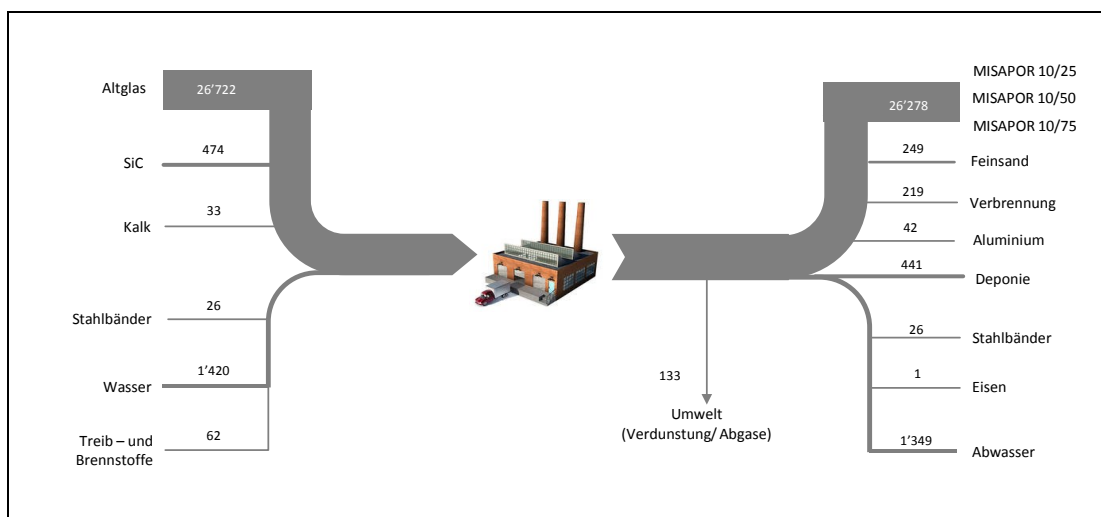 Altglas
26’722
SiC
474
Kalk
33
Stahlbänder
26
Wasser
1’420
Treib – und
Brennstoffe
62
133
Umwelt
(Verdunstung/ Abgase)
MISAPOR 10/25
MISAPOR 10/50
MISAPOR 10/75
26’278
249
Feinsand
219
Verbrennung
42
Aluminium
441
Deponie
26
Stahlbänder
1
Eisen
1’349
Abwasser